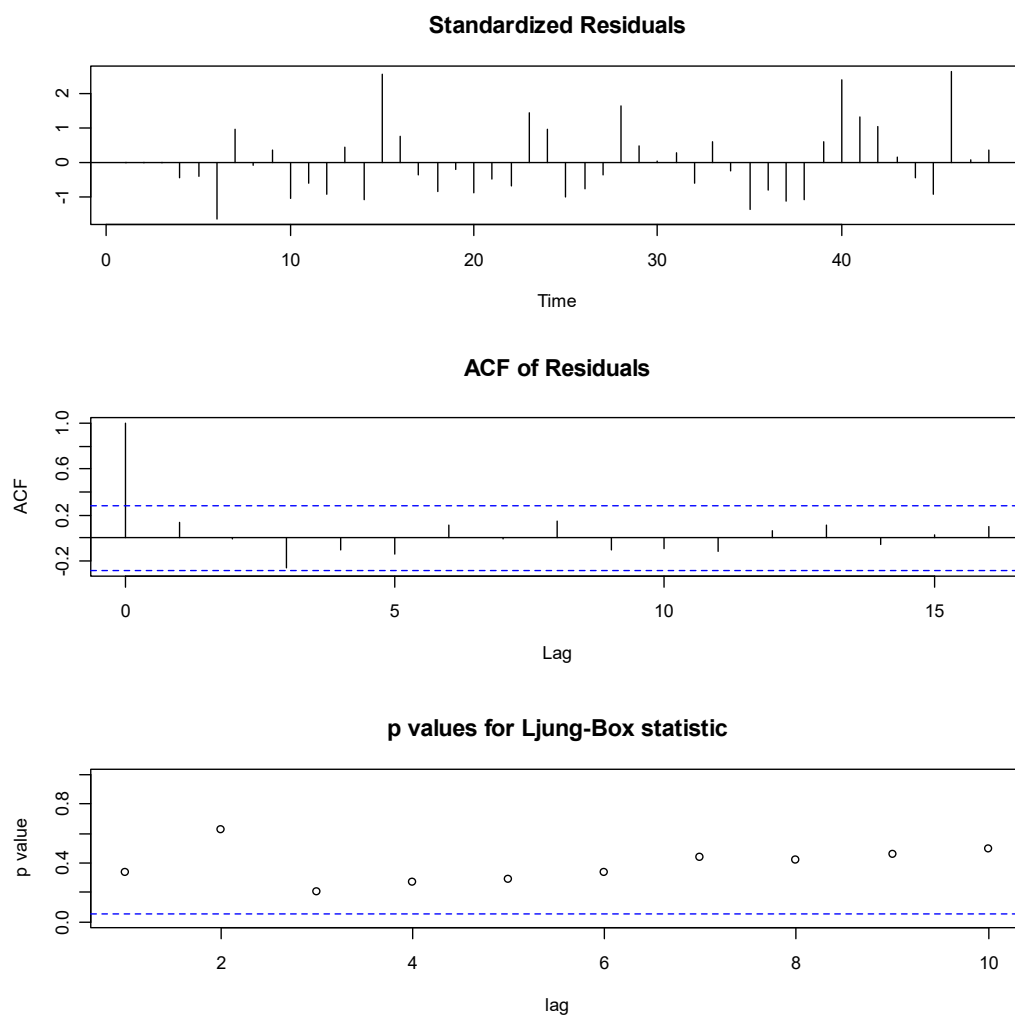 Standardized Residuals
2
1
0
-1
0 10 20 30 40
Time
ACF of Residuals
ACF
1.0
0.6
0.2
-0.2
0 5 10 15
Lag
p values for Ljung-Box statistic
p value
0.8
0.4
0.0
2 4 6 8 10
lag